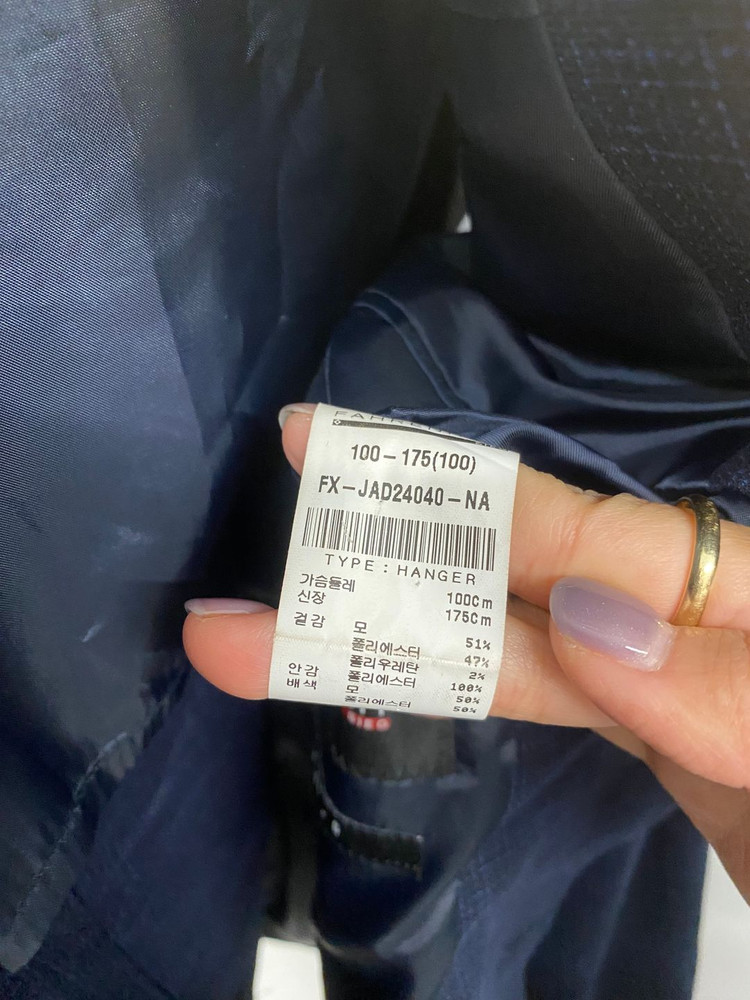 100-175(100)
FX-JAD24040-NA
TYPE : HANGER
가슴둘레 100Cm
신장 175Cm
겉감 모 51%
폴리에스터 47%
폴리우레탄 2%
안감 폴리에스터 100%
배색 모 50%
폴리에스터 50%
SIEG